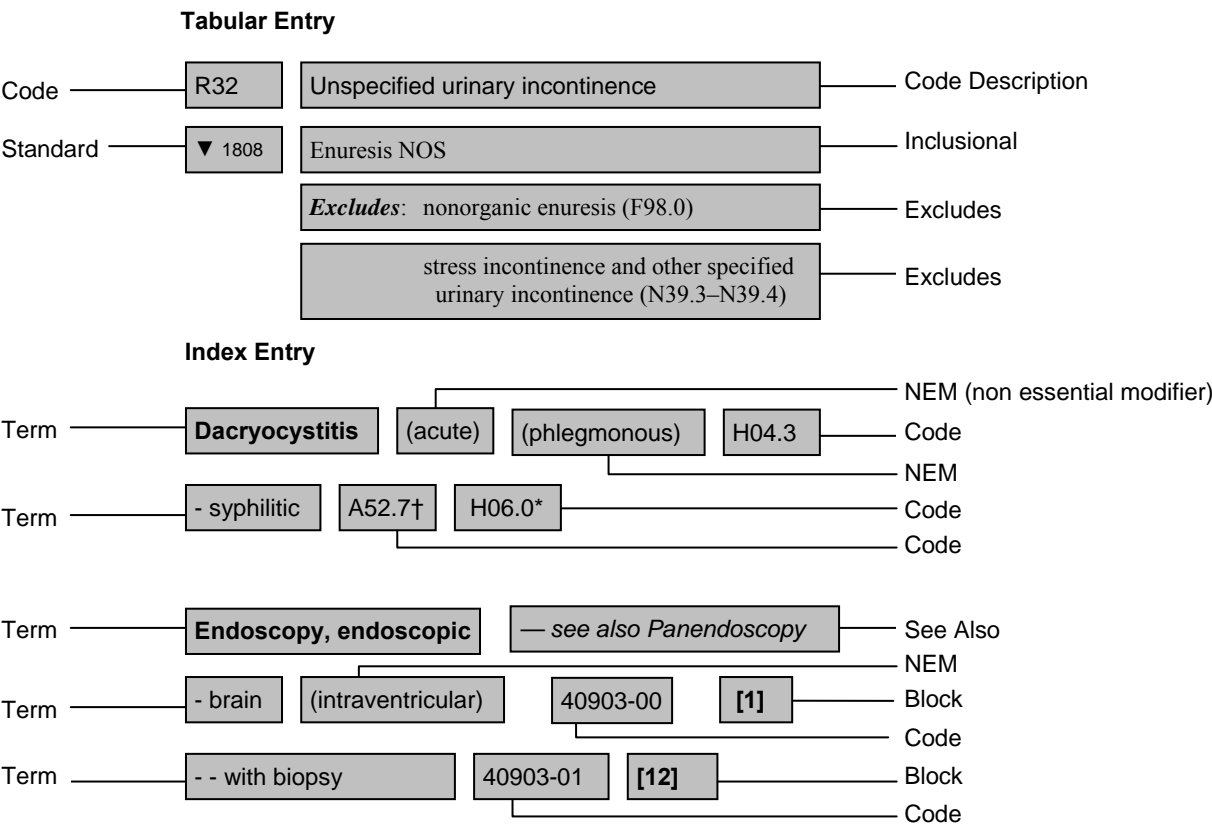 Tabular Entry
Code R32 Unspecified urinary incontinence Code Description
Standard ▼ 1808 Enuresis NOS Inclusional
Excludes: nonorganic enuresis (F98.0) Excludes
stress incontinence and other specified
urinary incontinence (N39.3–N39.4) Excludes
Index Entry
NEM (non essential modifier)
Term Dacryocystitis (acute) (phlegmonous) H04.3 Code
NEM
Term - syphilitic A52.7† H06.0* Code
Code
Term Endoscopy, endoscopic — see also Panendoscopy See Also
NEM
Term - brain (intraventricular) 40903-00 [1] Block
Code
Term - - with biopsy 40903-01 [12] Block
Code